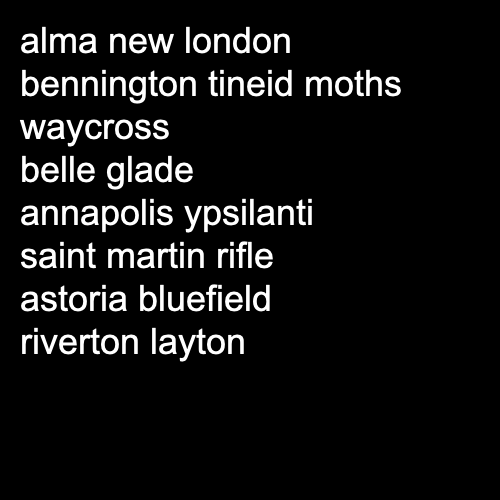 alma new london
bennington tineid moths
waycross
belle glade
annapolis ypsilanti
saint martin rifle
astoria bluefield
riverton layton